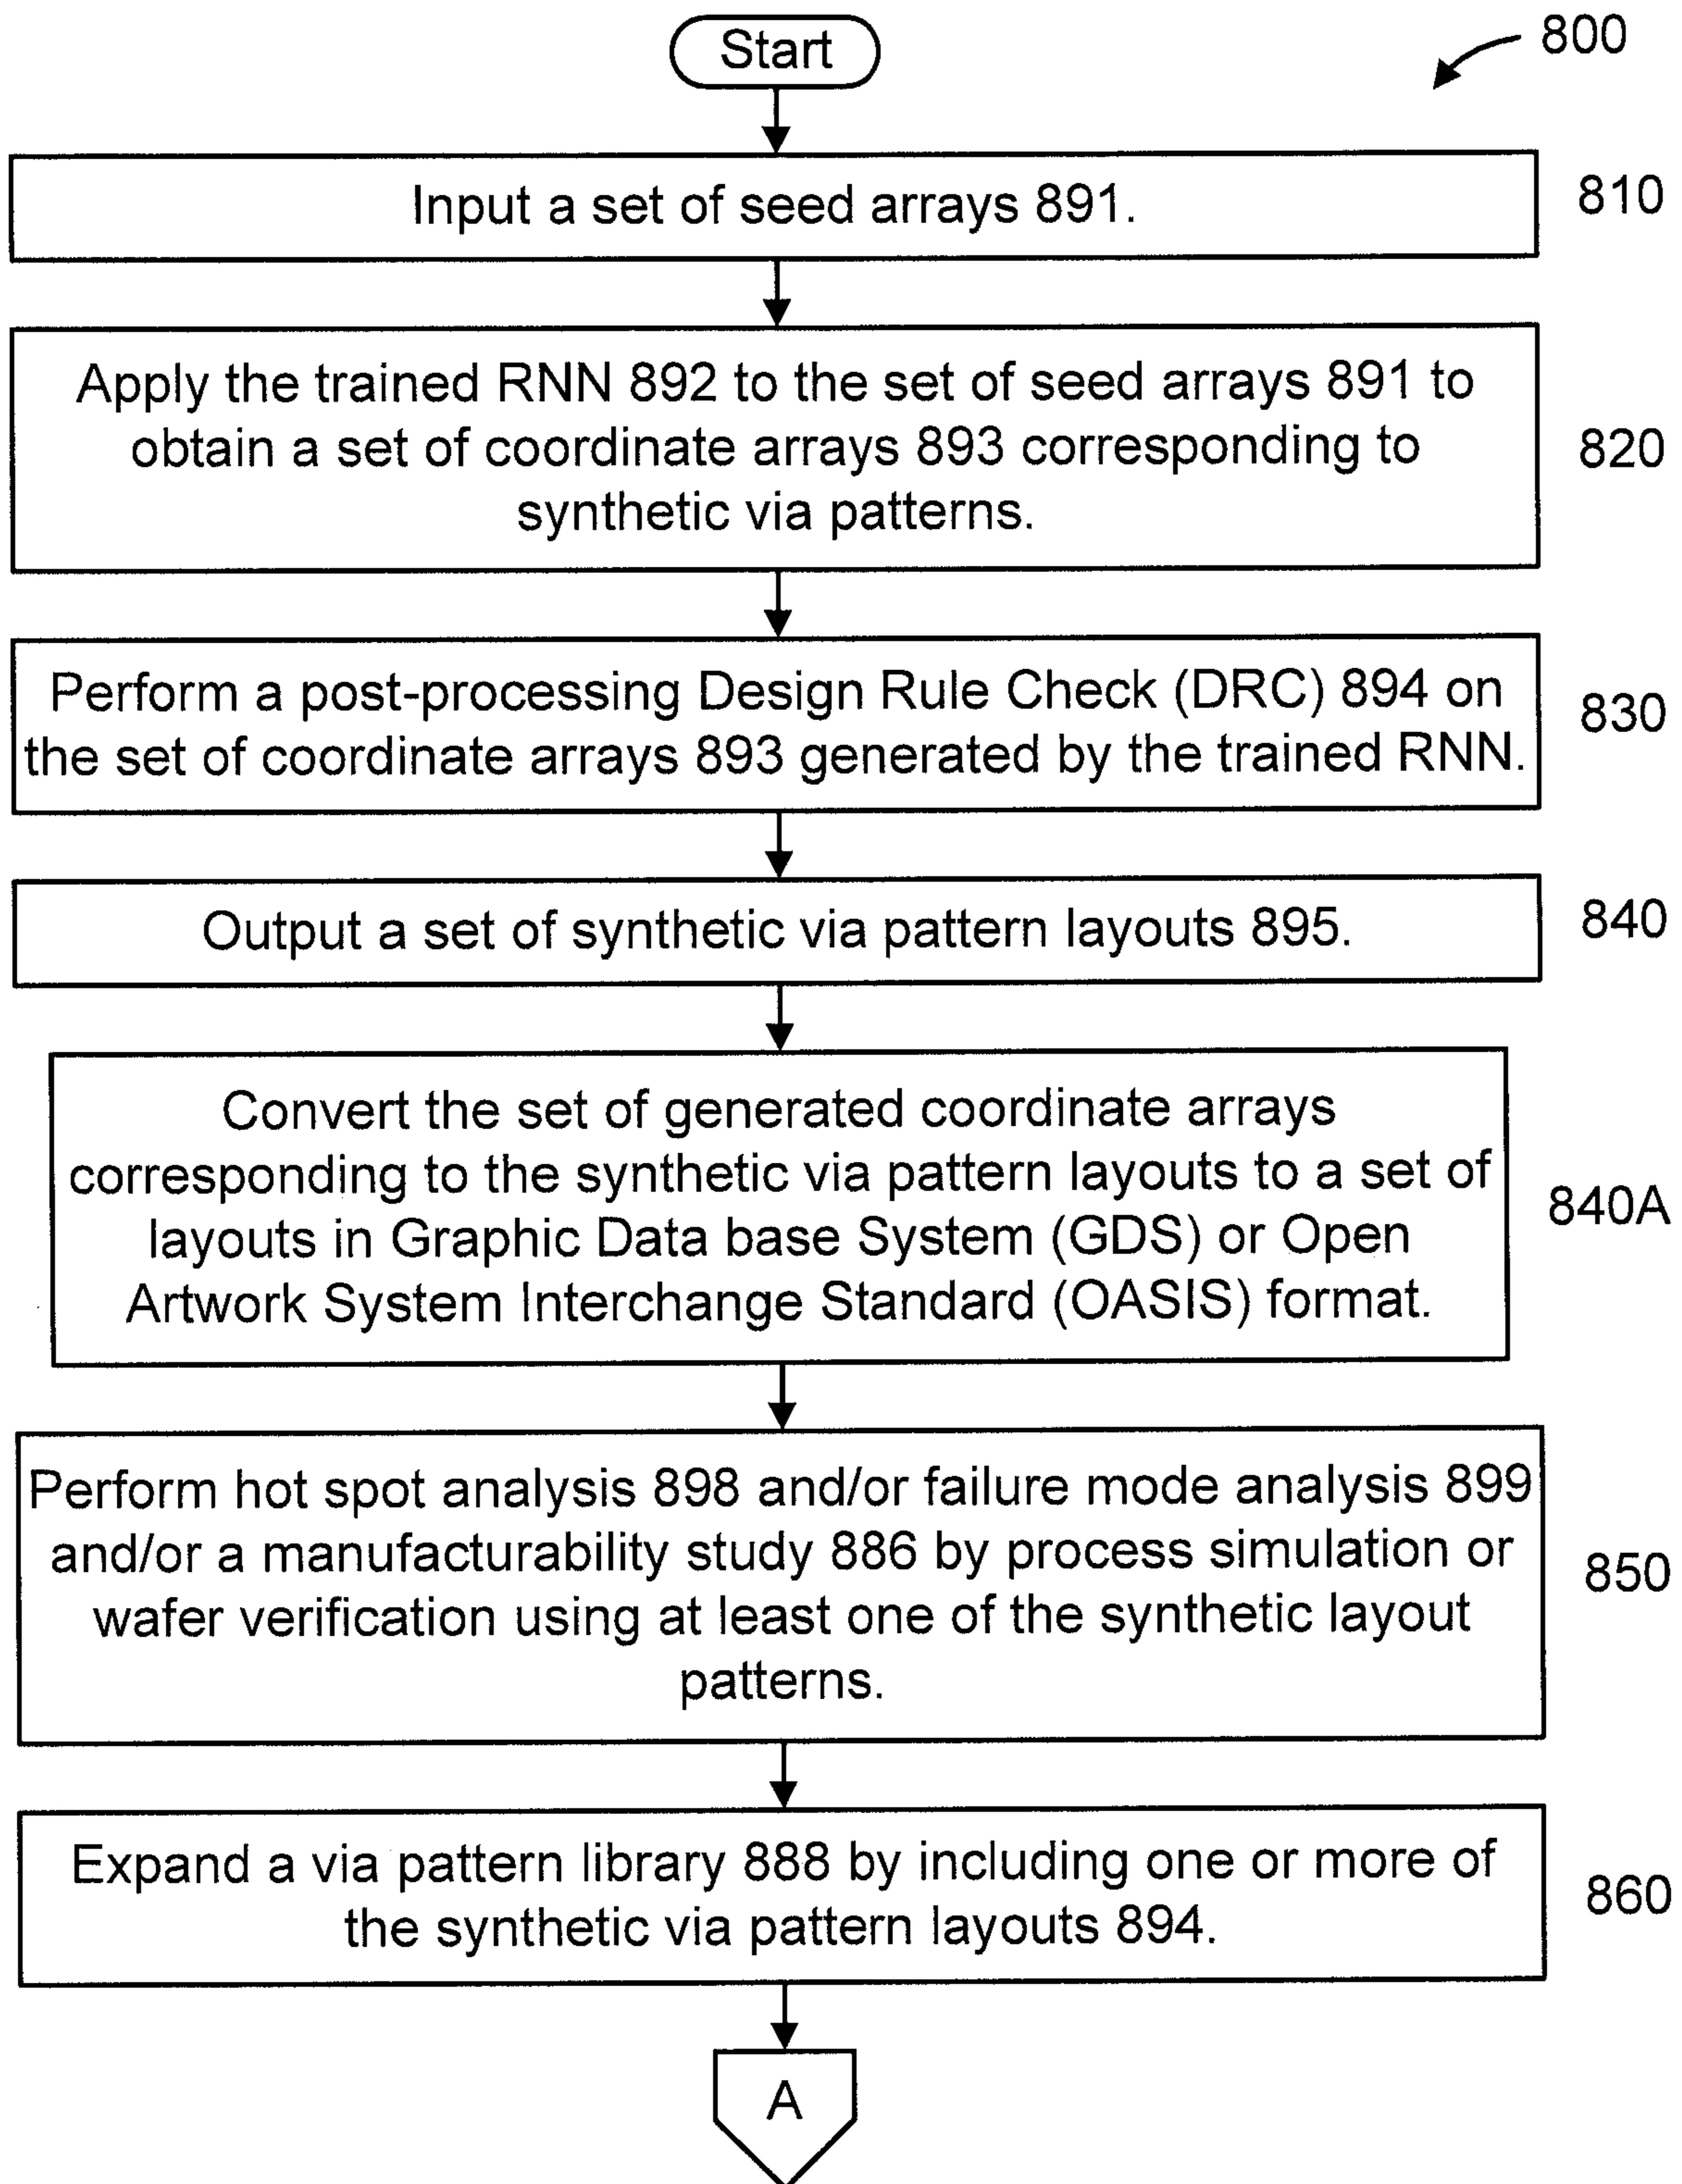 Start
800
Input a set of seed arrays 891.
810
Apply the trained RNN 892 to the set of seed arrays 891 to
obtain a set of coordinate arrays 893 corresponding to
synthetic via patterns.
820
Perform a post-processing Design Rule Check (DRC) 894 on
the set of coordinate arrays 893 generated by the trained RNN.
830
Output a set of synthetic via pattern layouts 895.
840
Convert the set of generated coordinate arrays
corresponding to the synthetic via pattern layouts to a set of
layouts in Graphic Data base System (GDS) or Open
Artwork System Interchange Standard (OASIS) format.
840A
Perform hot spot analysis 898 and/or failure mode analysis 899
and/or a manufacturability study 886 by process simulation or
wafer verification using at least one of the synthetic layout
patterns.
850
Expand a via pattern library 888 by including one or more of
the synthetic via pattern layouts 894.
860
A